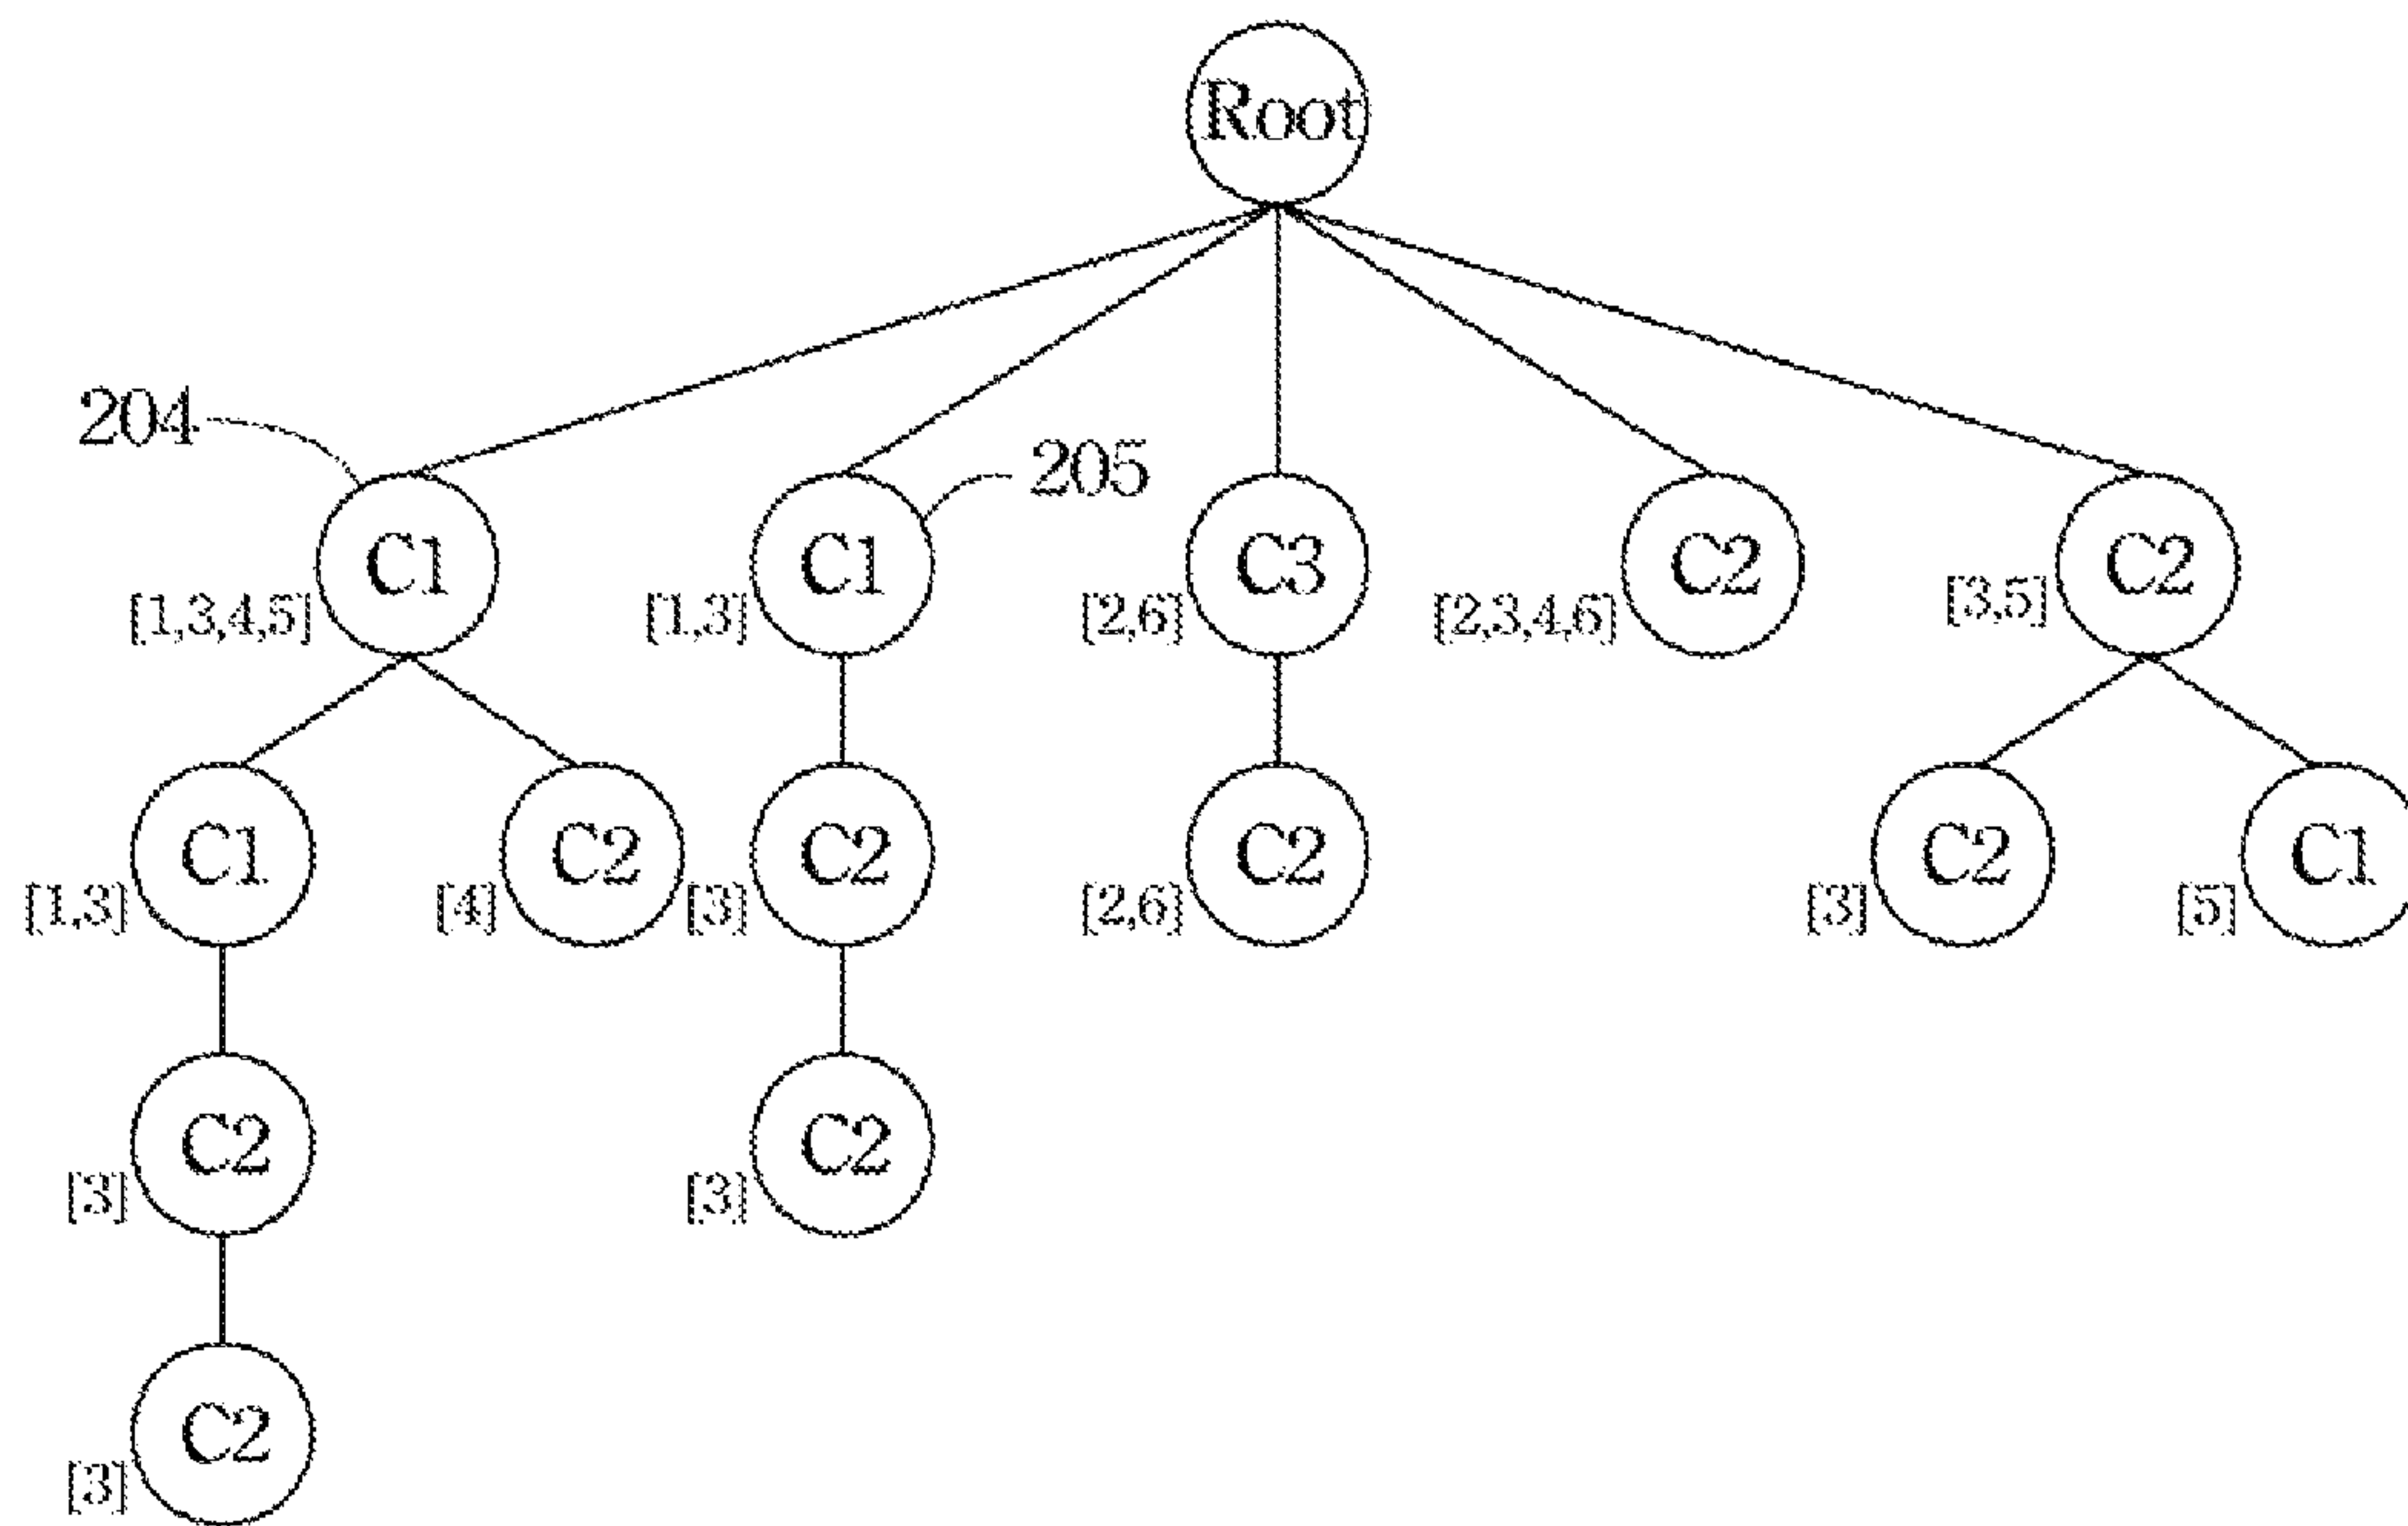 Root
204
205
C1
C1
C3
C2
C2
[1,3,4,5]
[1,3]
[2,6]
[2,3,4,6]
[3,5]
C1
C2
C2
C2
C2
C1
[1,3]
[4]
[3]
[2,6]
[3]
[5]
C2
C2
[3]
[3]
C2
[3]